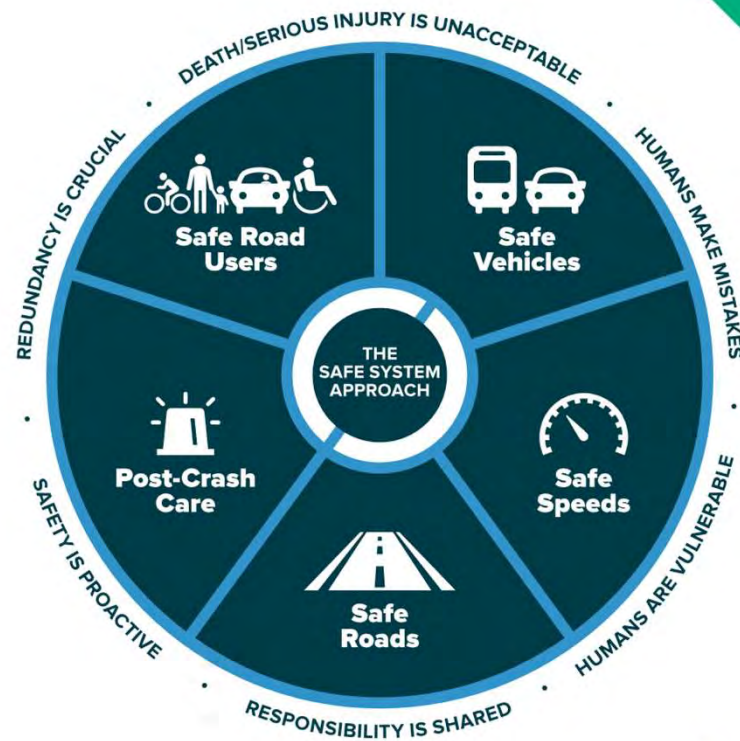 DEATH/SERIOUS INJURY IS UNACCEPTABLE
HUMANS MAKE MISTAKES
HUMANS ARE VULNERABLE
RESPONSIBILITY IS SHARED
SAFETY IS PROACTIVE
REDUNDANCY IS CRUCIAL
Safe Road
Users
Safe
Vehicles
Safe
Speeds
Safe
Roads
Post-Crash
Care
THE
SAFE SYSTEM
APPROACH